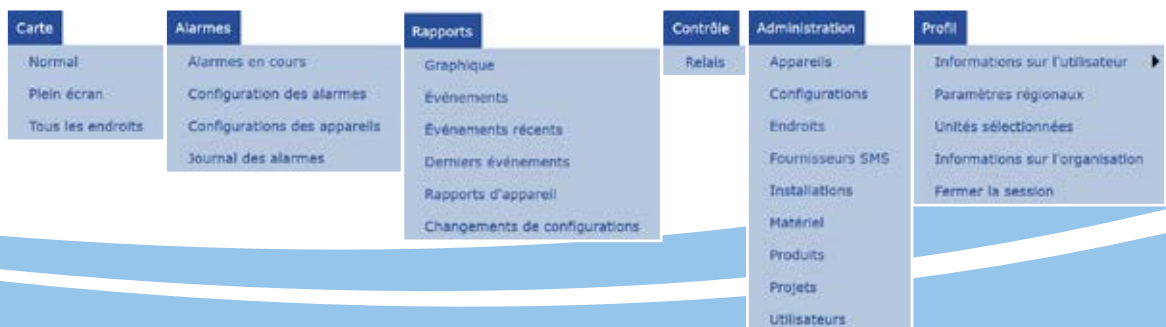 Carte
Normal
Plein écran
Tous les endroits
Alarmes
Alarmes en cours
Configuration des alarmes
Configurations des appareils
Journal des alarmes
Rapports
Graphique
Événements
Événements récents
Derniers événements
Rapports d'appareil
Changements de configurations
Contrôle
Relais
Administration
Appareils
Configurations
Endroits
Fournisseurs SMS
Installations
Matériel
Produits
Projets
Utilisateurs
Profil
Informations sur l'utilisateur
Paramètres régionaux
Unités sélectionnées
Informations sur l'organisation
Fermer la session